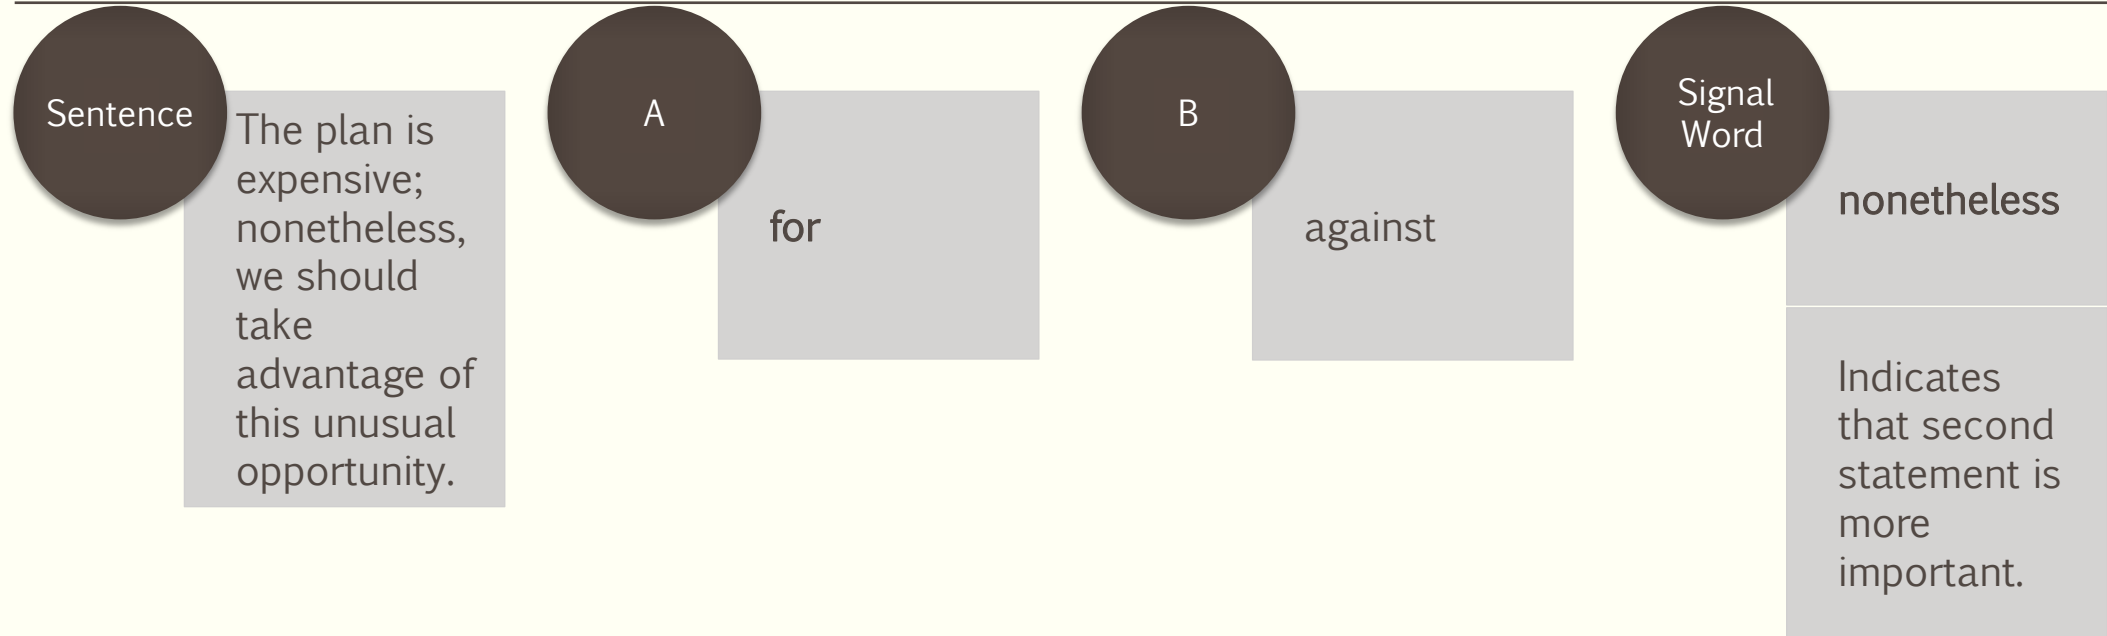 Sentence
The plan is
expensive;
nonetheless,
we should
take
advantage of
this unusual
opportunity.
A
for
B
against
Signal
Word
nonetheless
Indicates
that second
statement is
more
important.